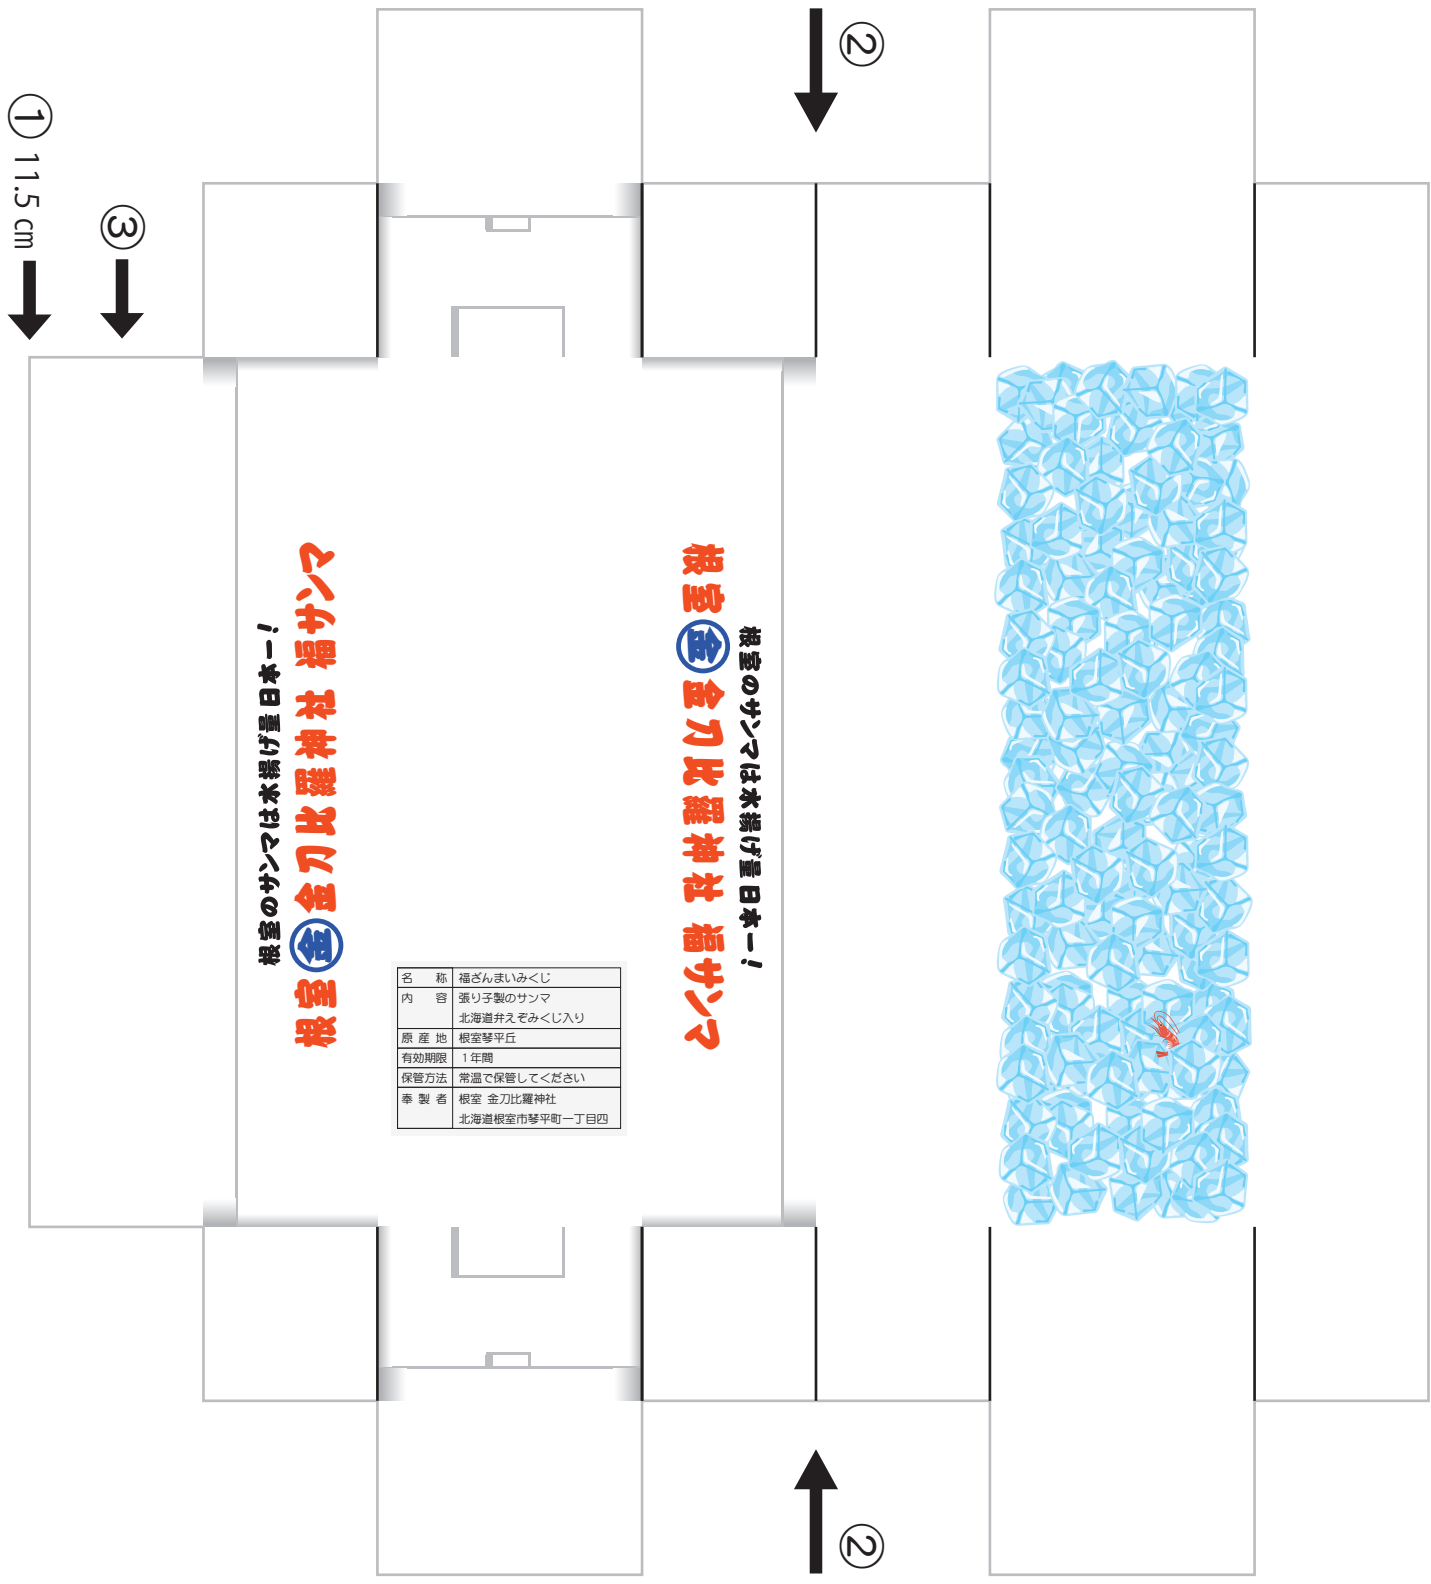 ②
① 11.5 cm
③
根室 金 金刀比羅神社 福サンマ
根室のサンマは水揚げ量日本一！
根室 金 金刀比羅神社 福サンマ
根室のサンマは水揚げ量日本一！
名 称 福ざんまいみくじ
内 容 張り子製のサンマ
北海道弁えぞみくじ入り
原産地 根室琴平丘
有効期限 1年間
保管方法 常温で保管してください
奉製者 根室 金刀比羅神社
北海道根室市琴平町一丁目四
②